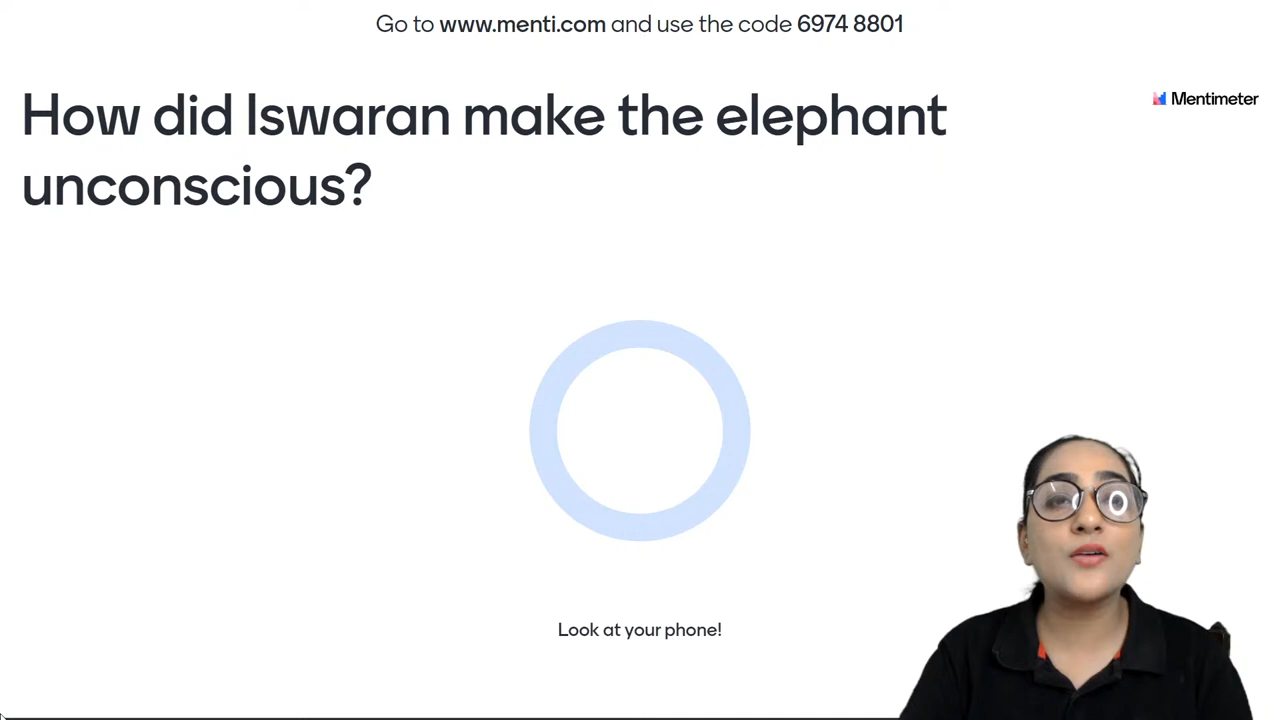 Go to www.menti.com and use the code 6974 8801
How did Iswaran make the elephant
unconscious?
Mentimeter
Look at your phone!